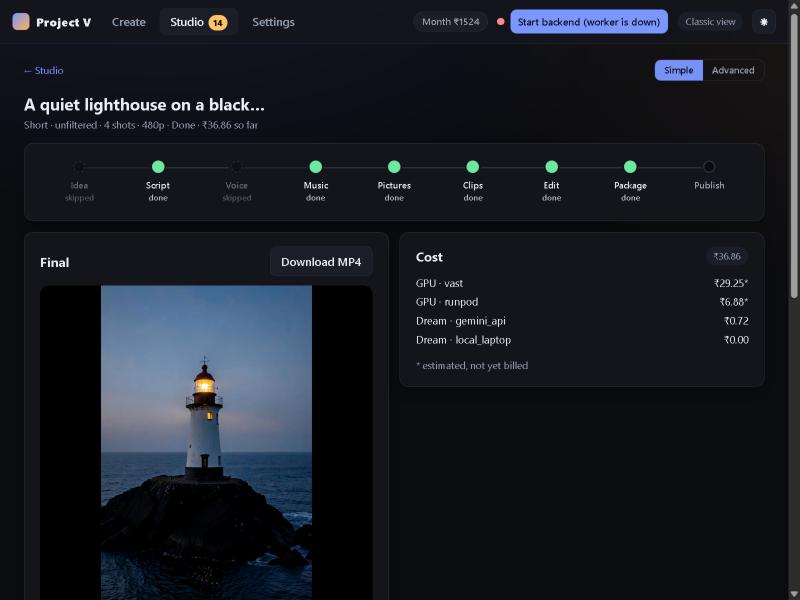 Project V
Create
Studio 14
Settings
Month ₹1524
Start backend (worker is down)
Classic view
← Studio
Simple
Advanced
A quiet lighthouse on a black...
Short · unfiltered · 4 shots · 480p · Done · ₹36.86 so far
Idea
skipped
Script
done
Voice
skipped
Music
done
Pictures
done
Clips
done
Edit
done
Package
done
Publish
Final
Download MP4
Cost
₹36.86
GPU · vast ₹29.25*
GPU · runpod ₹6.88*
Dream · gemini_api ₹0.72
Dream · local_laptop ₹0.00
* estimated, not yet billed